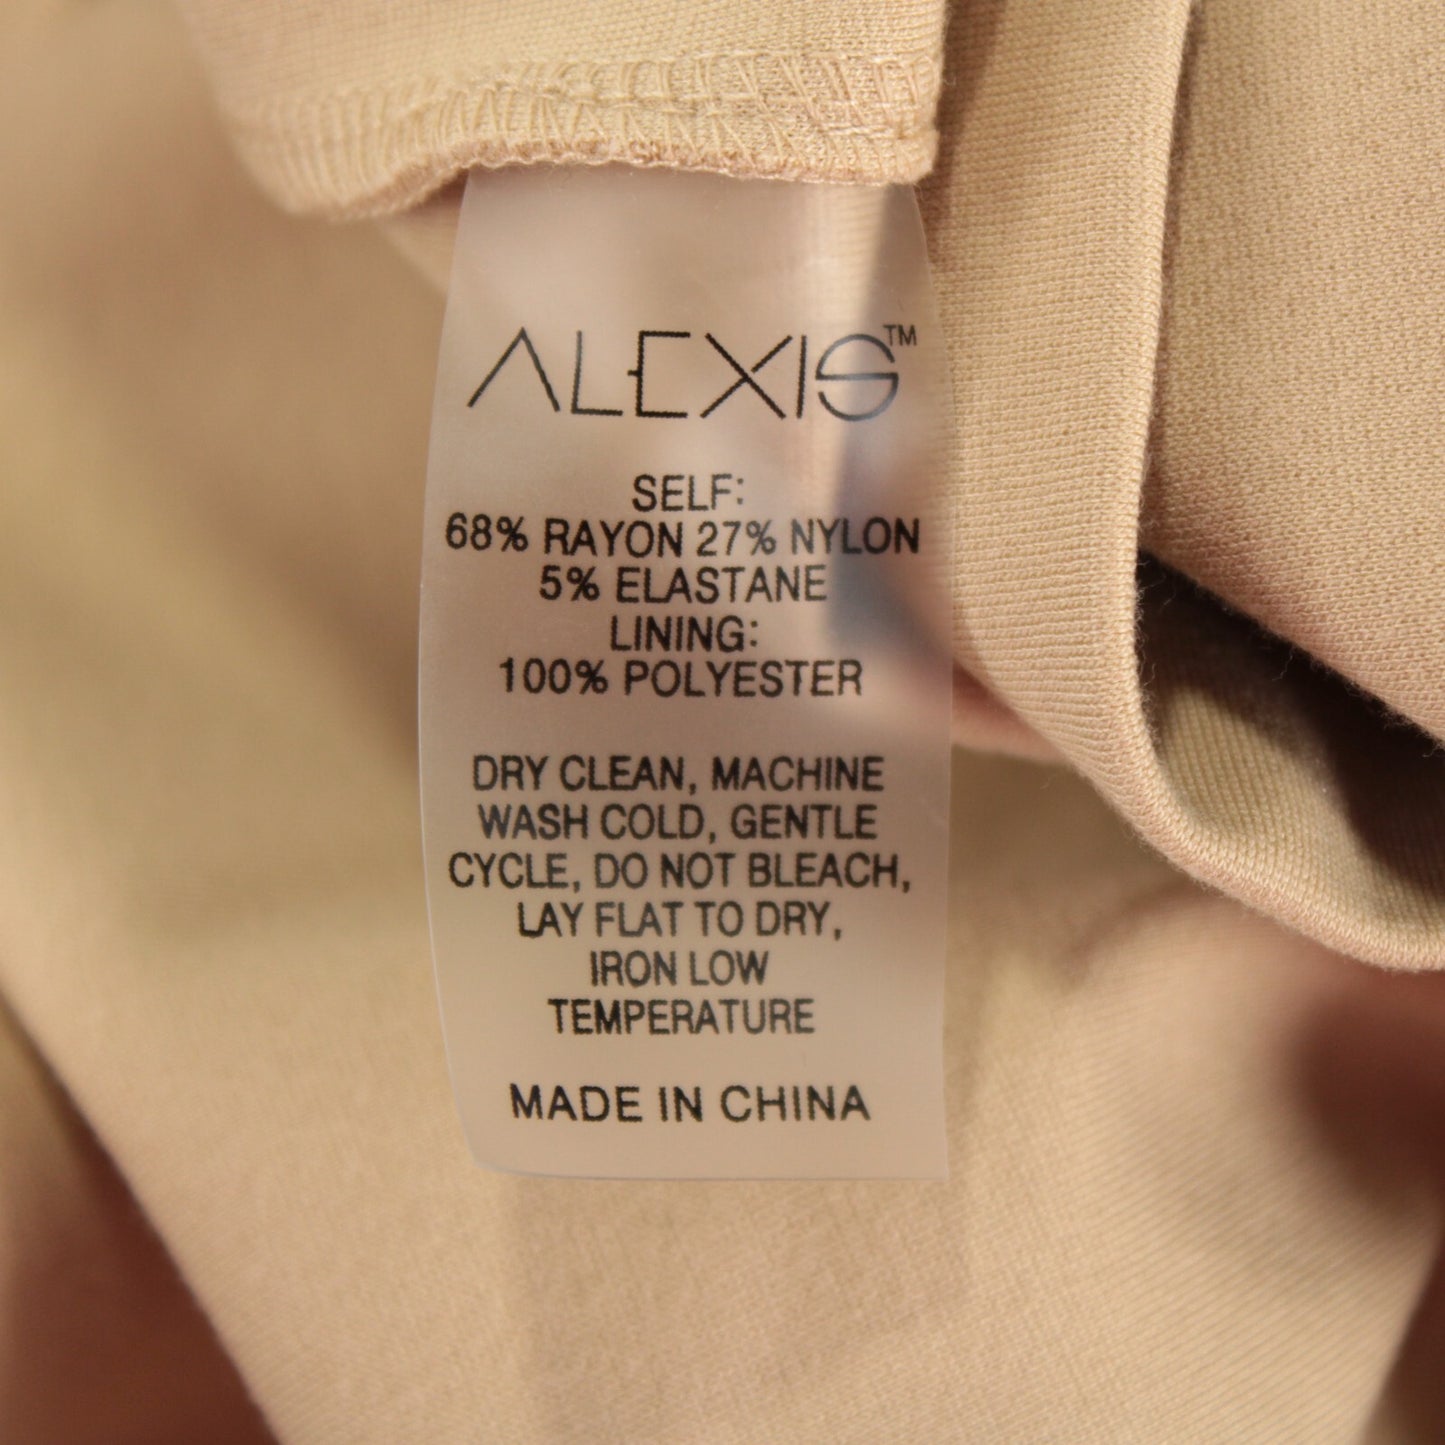 ALEXIS™
SELF:
68% RAYON 27% NYLON
5% ELASTANE
LINING:
100% POLYESTER
DRY CLEAN, MACHINE
WASH COLD, GENTLE
CYCLE, DO NOT BLEACH,
LAY FLAT TO DRY,
IRON LOW
TEMPERATURE
MADE IN CHINA